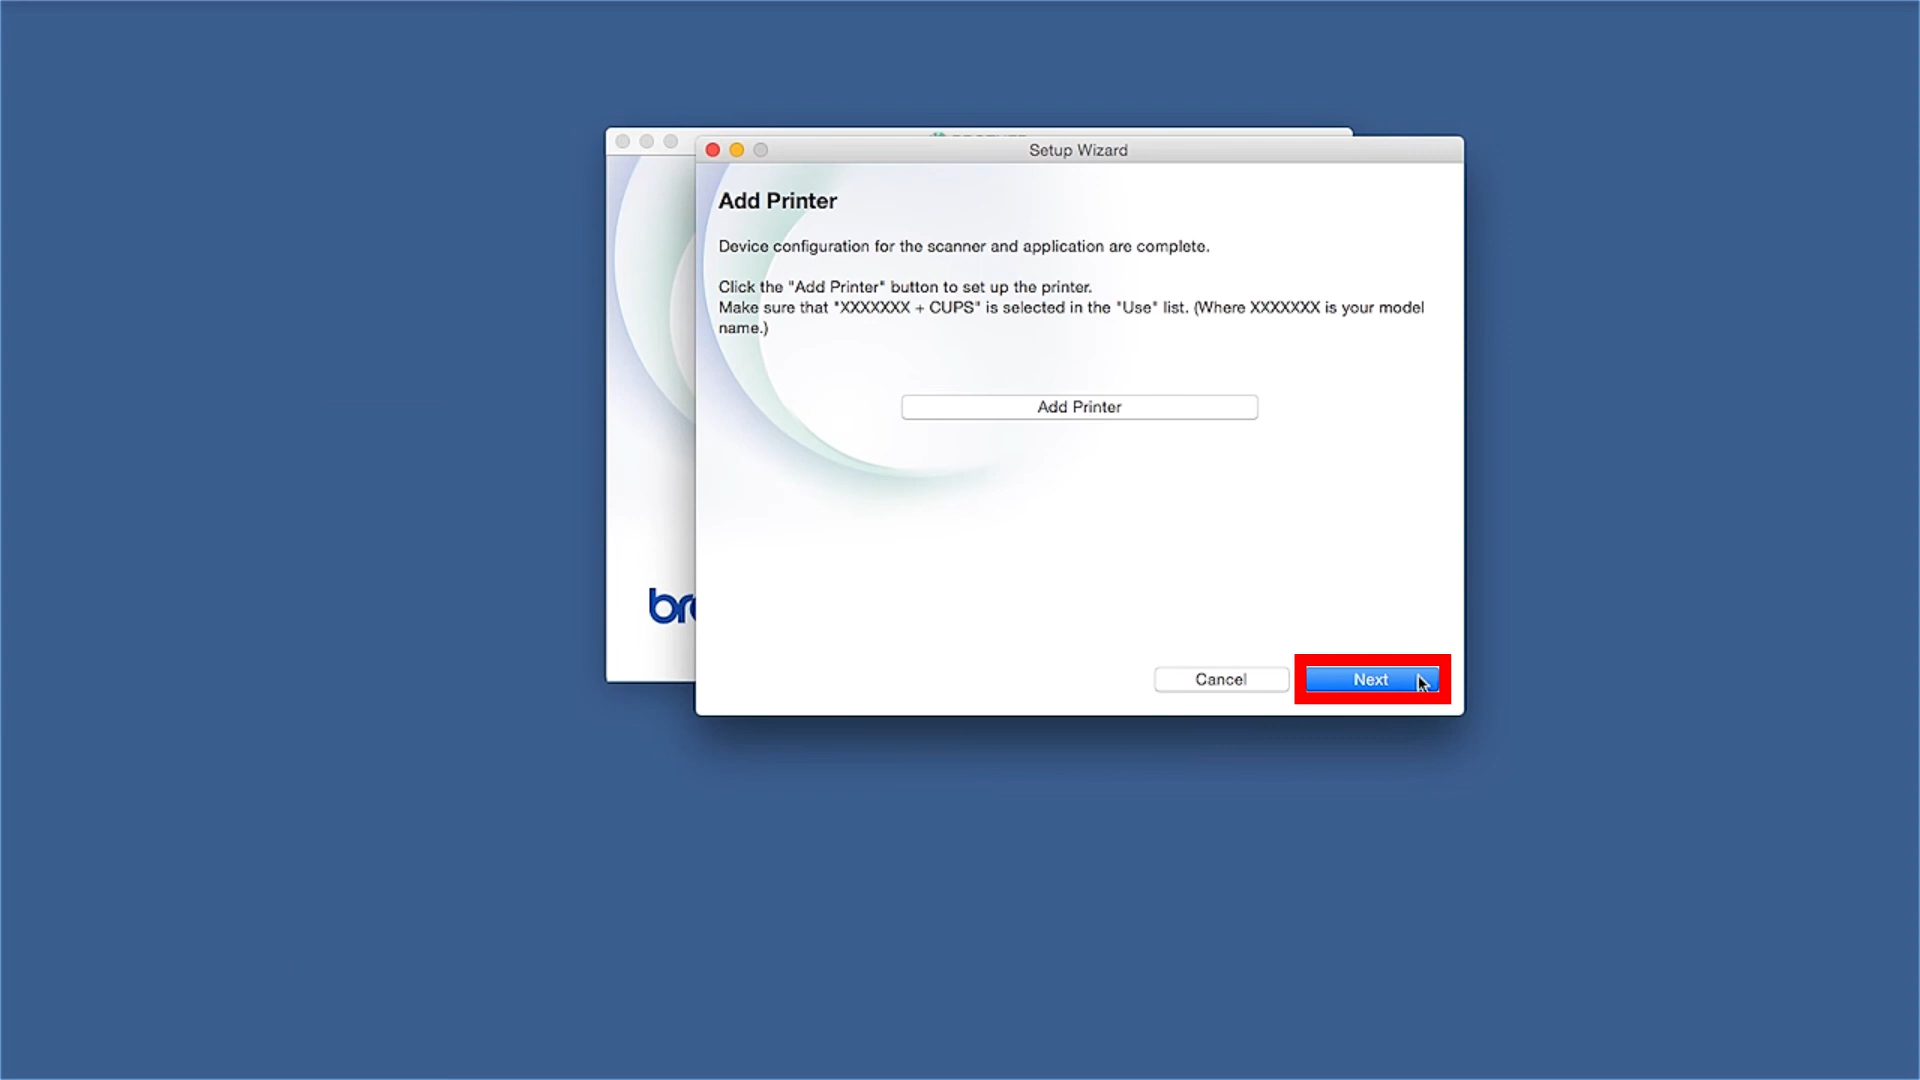 Setup Wizard
Add Printer
Device configuration for the scanner and application are complete.
Click the "Add Printer" button to set up the printer.
Make sure that "XXXXXXX + CUPS" is selected in the "Use" list. (Where XXXXXXX is your model
name.)
Add Printer
bro
Cancel
Next